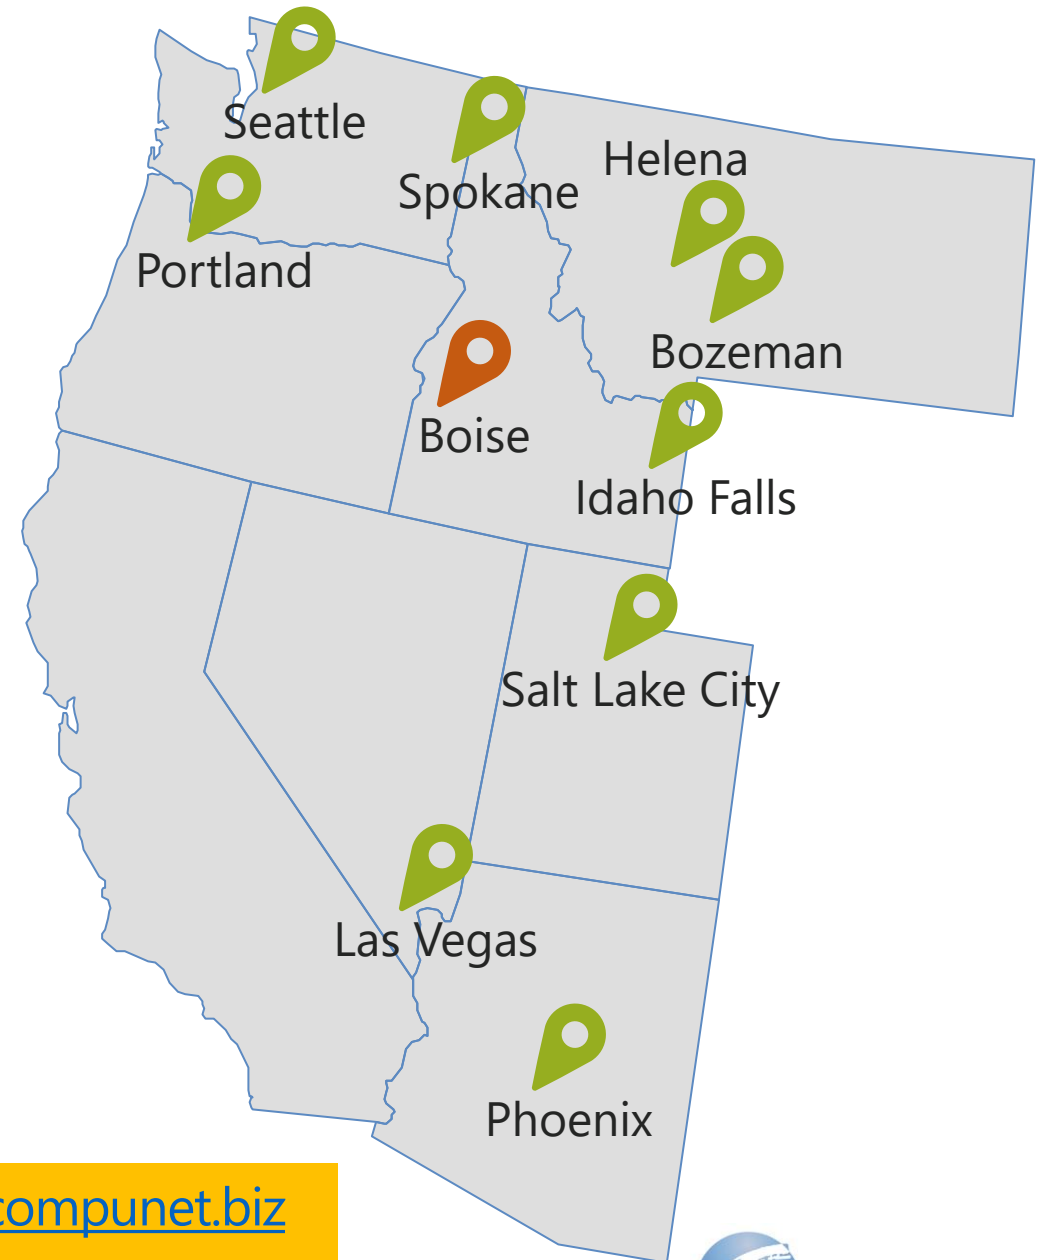 Seattle
Helena
Spokane
Portland
Bozeman
Boise
Idaho Falls
Salt Lake City
Las Vegas
Phoenix
compunet.biz